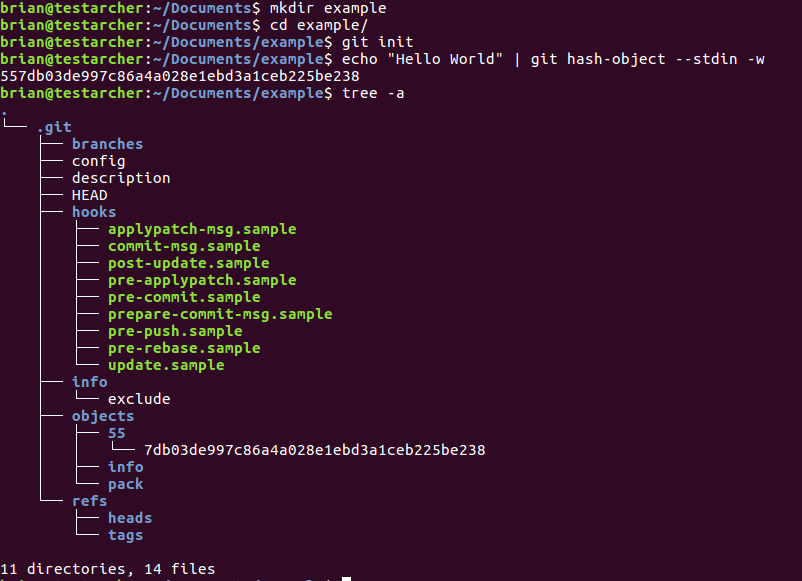 brian@testarcher:~/Documents$ mkdir example
brian@testarcher:~/Documents$ cd example/
brian@testarcher:~/Documents/example$ git init
brian@testarcher:~/Documents/example$ echo "Hello World" | git hash-object --stdin -w
557db03de997c86a4a028e1ebd3a1ceb225be238
brian@testarcher:~/Documents/example$ tree -a
.
└── .git
    ├── branches
    ├── config
    ├── description
    ├── HEAD
    ├── hooks
    │   ├── applypatch-msg.sample
    │   ├── commit-msg.sample
    │   ├── post-update.sample
    │   ├── pre-applypatch.sample
    │   ├── pre-commit.sample
    │   ├── prepare-commit-msg.sample
    │   ├── pre-push.sample
    │   ├── pre-rebase.sample
    │   └── update.sample
    ├── info
    │   └── exclude
    ├── objects
    │   ├── 55
    │   │   └── 7db03de997c86a4a028e1ebd3a1ceb225be238
    │   ├── info
    │   └── pack
    └── refs
        ├── heads
        └── tags
11 directories, 14 files